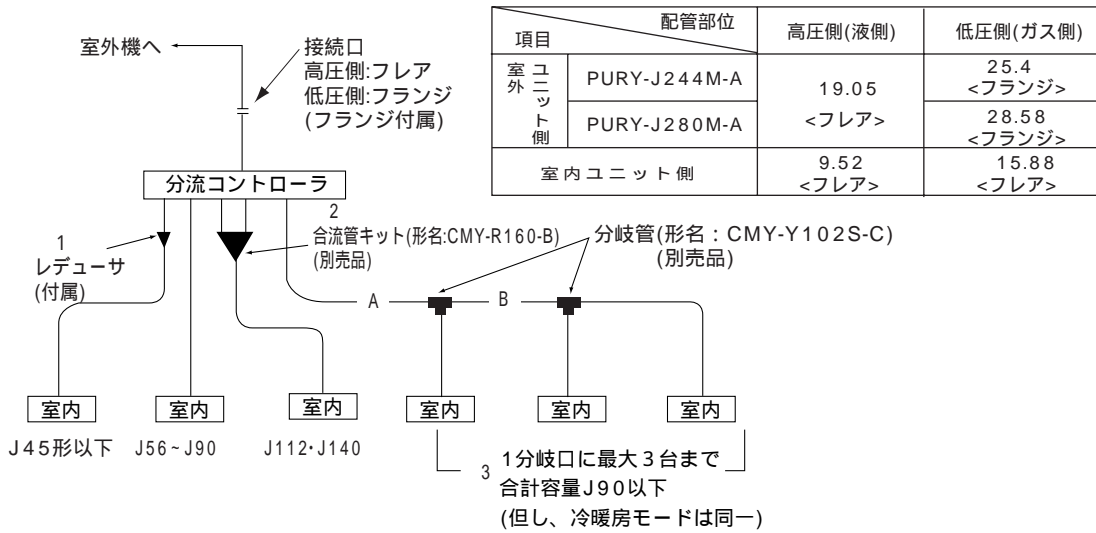 室外機へ
接続口
高圧側:フレア
低圧側:フランジ
(フランジ付属)
項目 配管部位 高圧側(液側) 低圧側(ガス側)
室外ユニット側
PURY-J244M-A 19.05 <フレア> 25.4 <フランジ>
PURY-J280M-A 28.58 <フランジ>
室内ユニット側 9.52 <フレア> 15.88 <フレア>
分流コントローラ
1
レデューサ
(付属)
2
合流管キット(形名:CMY-R160-B)
(別売品)
分岐管(形名:CMY-Y102S-C)
(別売品)
A B
室内 室内 室内 室内 室内 室内
J45形以下 J56~J90 J112・J140
3 1分岐口に最大3台まで
合計容量J90以下
(但し、冷暖房モードは同一)